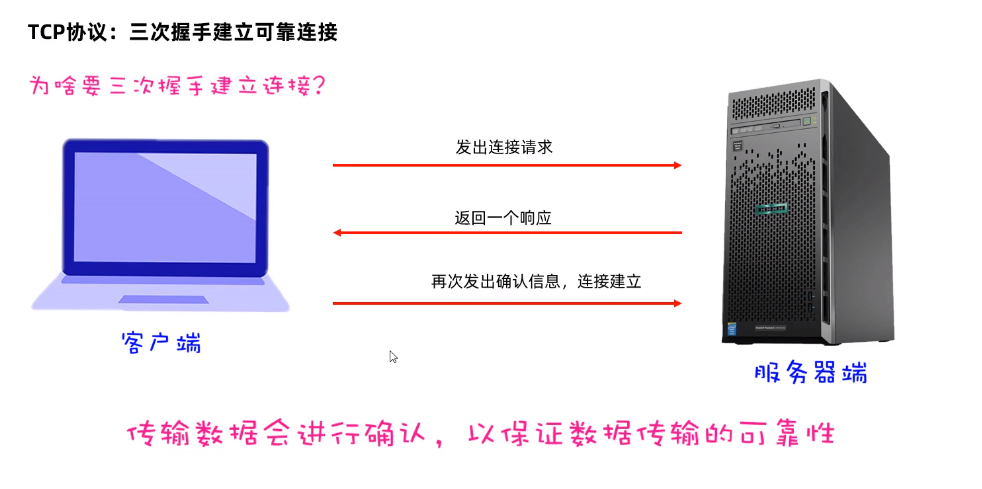 TCP协议：三次握手建立可靠连接
为啥要三次握手建立连接？
发出连接请求
返回一个响应
再次发出确认信息，连接建立
客户端
服务器端
传输数据会进行确认，以保证数据传输的可靠性